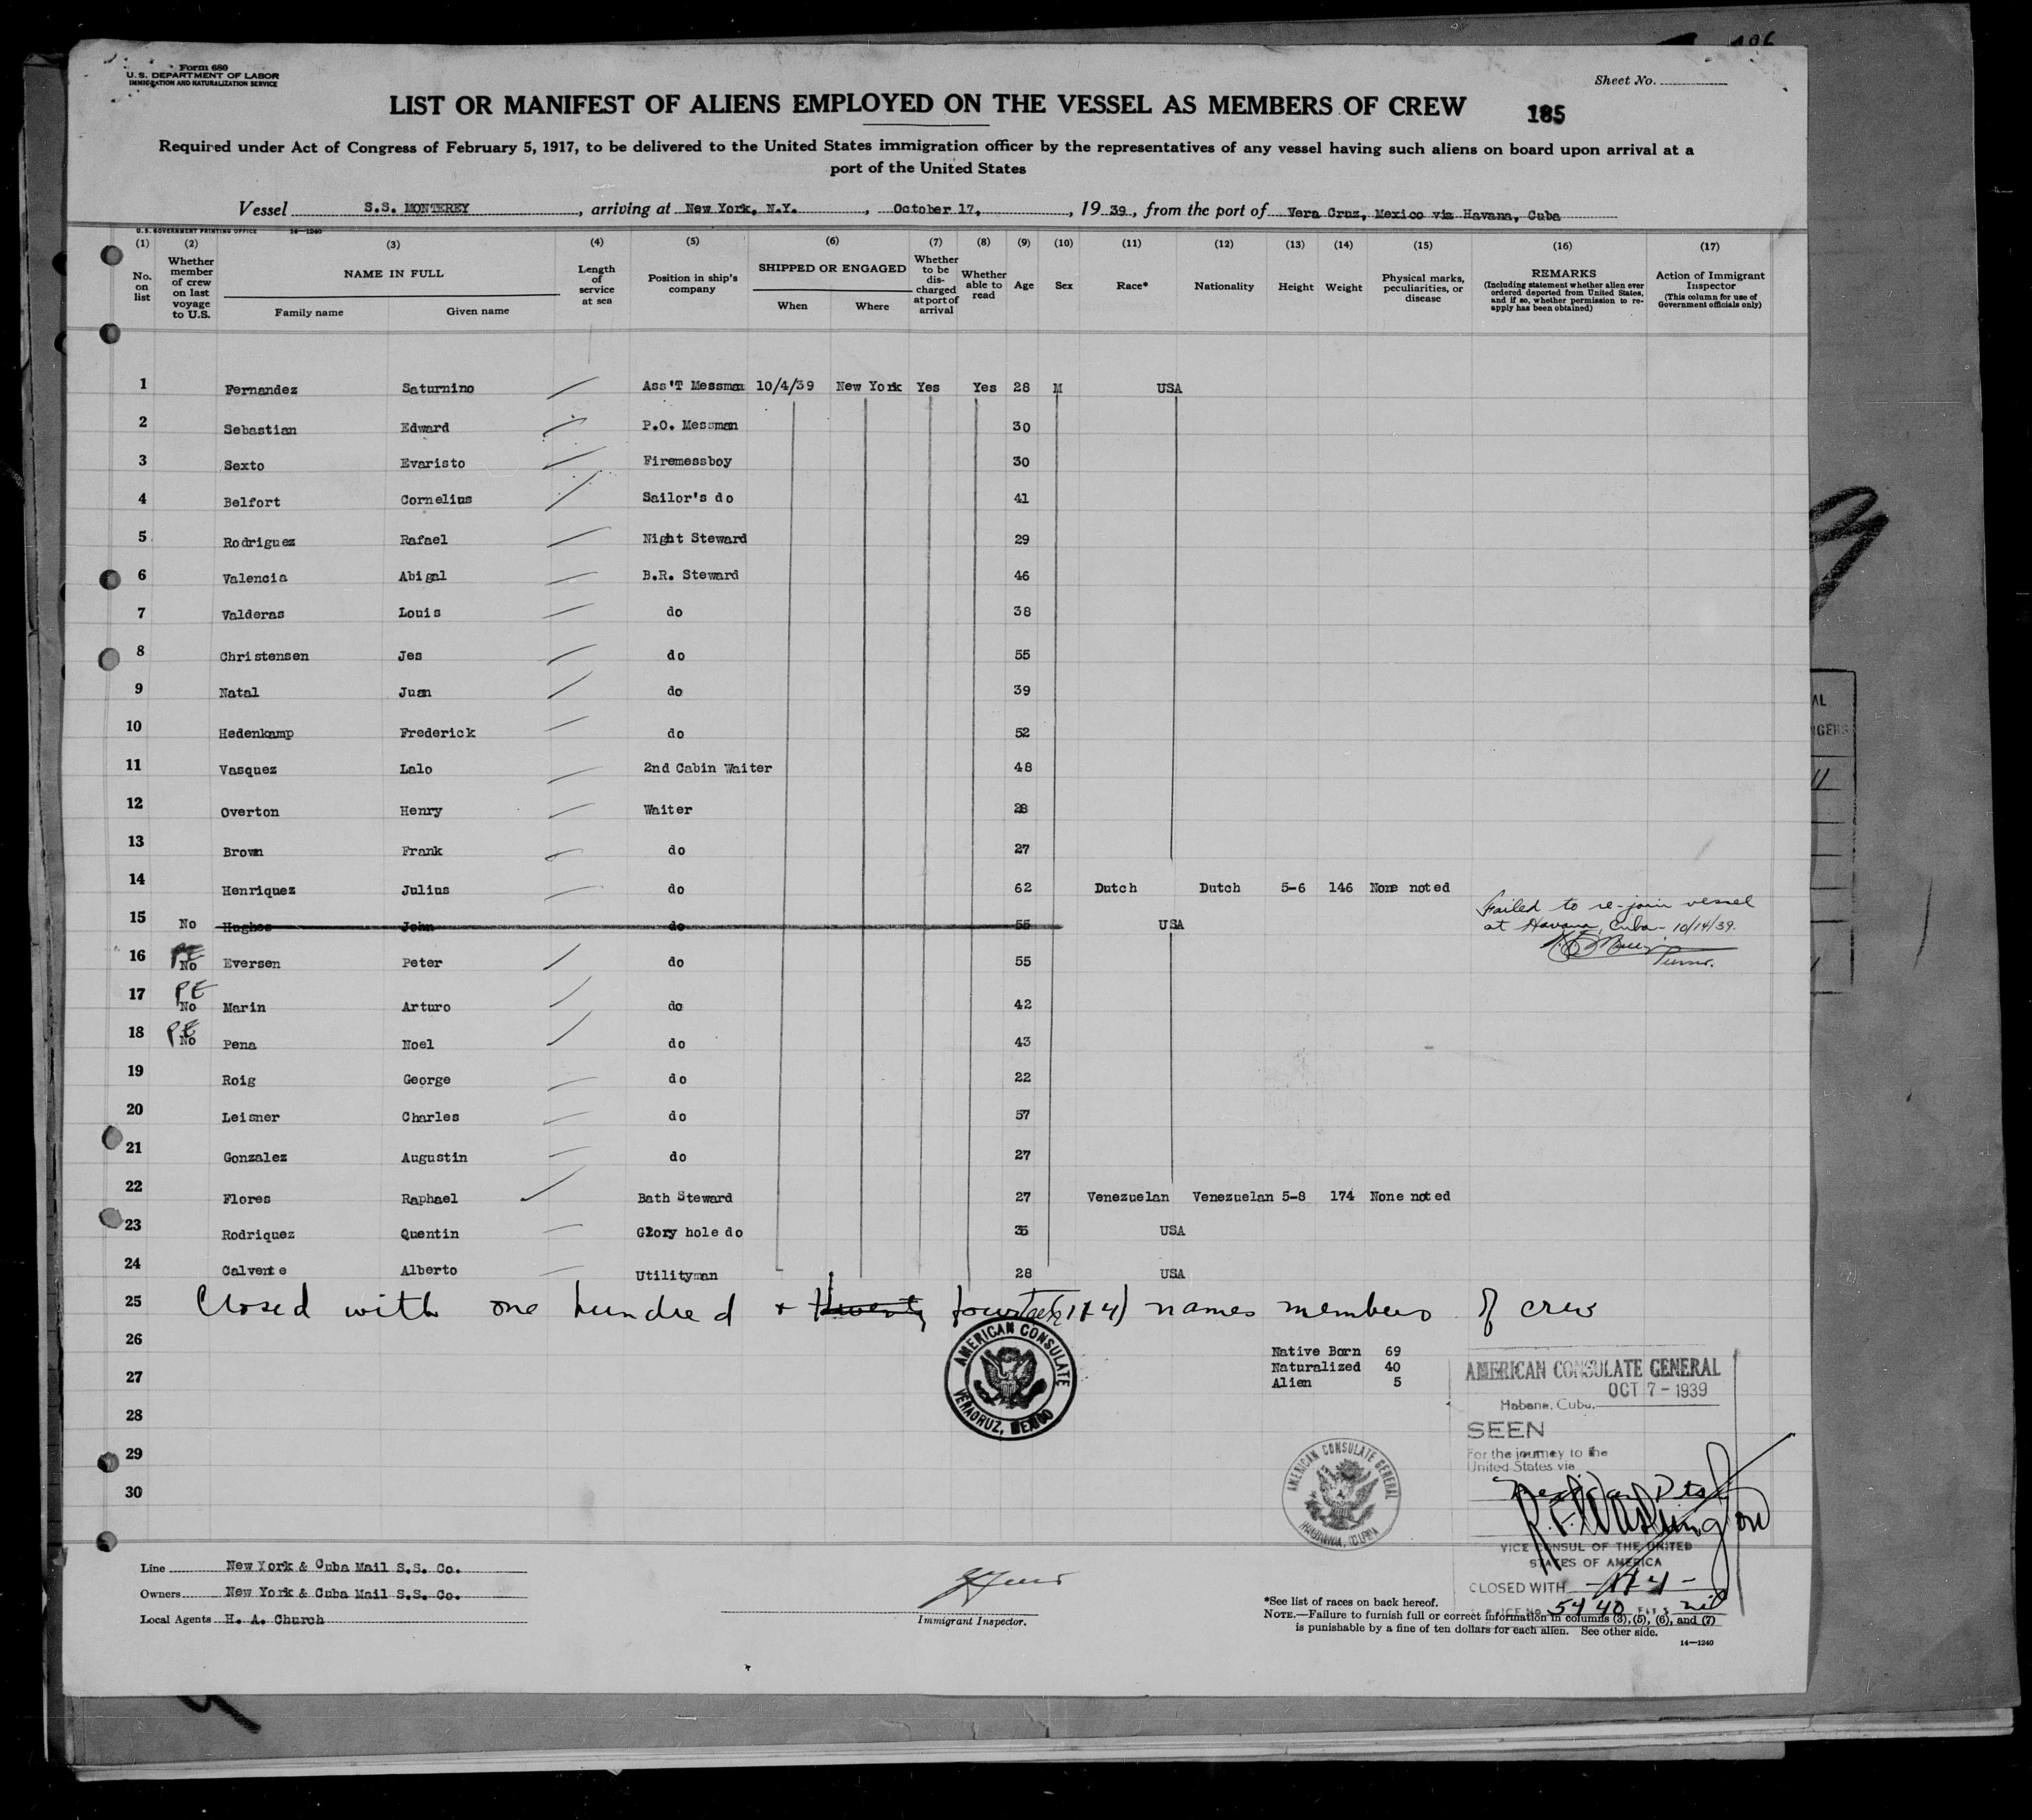 196
Form 680
U.S. DEPARTMENT OF LABOR
IMMIGRATION AND NATURALIZATION SERVICE
Sheet No.
LIST OR MANIFEST OF ALIENS EMPLOYED ON THE VESSEL AS MEMBERS OF CREW 185
Required under Act of Congress of February 5, 1917, to be delivered to the United States immigration officer by the representatives of any vessel having such aliens on board upon arrival at a
port of the United States
Vessel S.S. MONTEREY, arriving at New York, N.Y., October 17, 1939, from the port of Vera Cruz, Mexico via Havana, Cuba
U.S. GOVERNMENT PRINTING OFFICE 14—1240
(1) (2) (3) (4) (5) (6) (7) (8) (9) (10) (11) (12) (13) (14) (15) (16) (17)
No. on list
Whether member of crew on last voyage to U.S.
NAME IN FULL
Family name Given name
Length of service at sea
Position in ship's company
SHIPPED OR ENGAGED
When Where
Whether to be discharged at port of arrival
Whether able to read
Age
Sex
Race*
Nationality
Height
Weight
Physical marks, peculiarities, or disease
REMARKS
(Including statement whether alien ever ordered deported from United States, and if so, whether permission to re-apply has been obtained)
Action of Immigrant Inspector
(This column for use of Government officials only)
1 Fernandez Saturnino Ass'T Messman 10/4/39 New York Yes Yes 28 M USA
2 Sebastian Edward P.O. Messman 30
3 Sexto Evaristo Firemessboy 30
4 Belfort Cornelius Sailor's do 41
5 Rodriguez Rafael Night Steward 29
6 Valencia Abigal B.R. Steward 46
7 Valderas Louis do 38
8 Christensen Jes do 55
9 Natal Juan do 39
10 Hedenkamp Frederick do 52
11 Vasquez Lalo 2nd Cabin Waiter 48
12 Overton Henry Waiter 28
13 Brown Frank do 27
14 Henriquez Julius do 62 Dutch Dutch 5-6 146 None noted
15 No Hughes John do 55 USA Failed to re-join vessel
at Havana, Cuba - 10/14/39.
Purser.
16 PE No Eversen Peter do 55
17 PE No Marin Arturo do 42
18 PE No Pena Noel do 43
19 Roig George do 22
20 Leisner Charles do 57
21 Gonzalez Augustin do 27
22 Flores Raphael Bath Steward 27 Venezuelan Venezuelan 5-8 174 None noted
23 Rodriquez Quentin Glory hole do 35 USA
24 Calvente Alberto Utilityman 28 USA
25 Closed with one hundred + twenty fourteen (114) names members of crew
26
27
28
29
30
Native Born 69
Naturalized 40
Alien 5
AMERICAN CONSULATE
VERACRUZ, MEXICO
AMERICAN CONSULATE GENERAL
HABANA, CUBA
AMERICAN CONSULATE GENERAL
OCT 7 - 1939
Habana, Cuba.
SEEN
For the journey to the
United States via
R. F. Washington
VICE CONSUL OF THE UNITED
STATES OF AMERICA
CLOSED WITH - 114 -
5440 nil
Line New York & Cuba Mail S.S. Co.
Owners New York & Cuba Mail S.S. Co.
Local Agents H. A. Church
Immigrant Inspector.
*See list of races on back hereof.
NOTE.—Failure to furnish full or correct information in columns (3), (5), (6), and (7)
is punishable by a fine of ten dollars for each alien. See other side.
14—1240